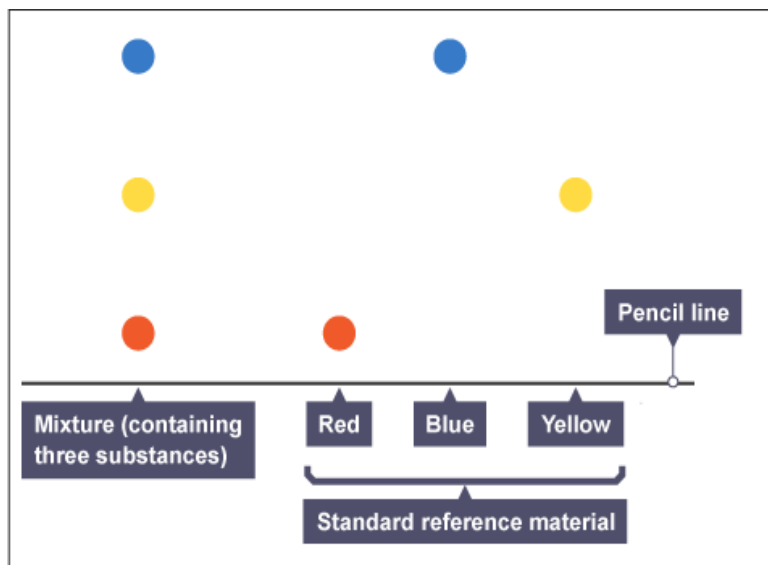 Pencil line
Mixture (containing
three substances)
Red
Blue
Yellow
Standard reference material